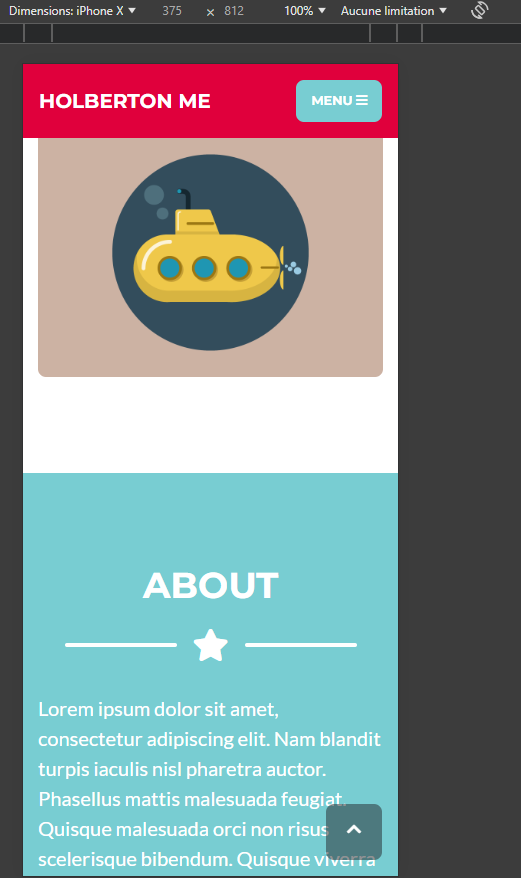 Dimensions: iPhone X 375 × 812 100% Aucune limitation
HOLBERTON ME MENU
ABOUT
Lorem ipsum dolor sit amet,
consectetur adipiscing elit. Nam blandit
turpis iaculis nisl pharetra auctor.
Phasellus mattis malesuada feugiat.
Quisque malesuada orci non risus
scelerisque bibendum. Quisque viverra